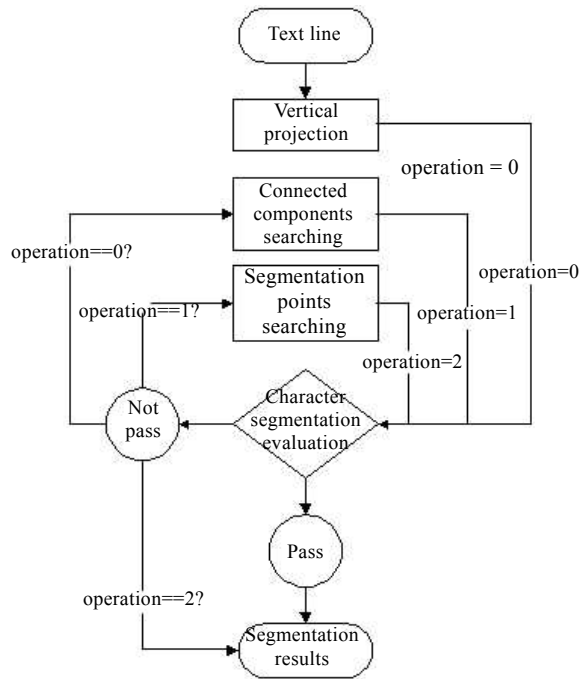 Text line
Vertical
projection
operation = 0
Connected
components
searching
operation==0?
operation=0
Segmentation
points
searching
operation==1?
operation=1
operation=2
Character
segmentation
evaluation
Not
pass
Pass
operation==2?
Segmentation
results